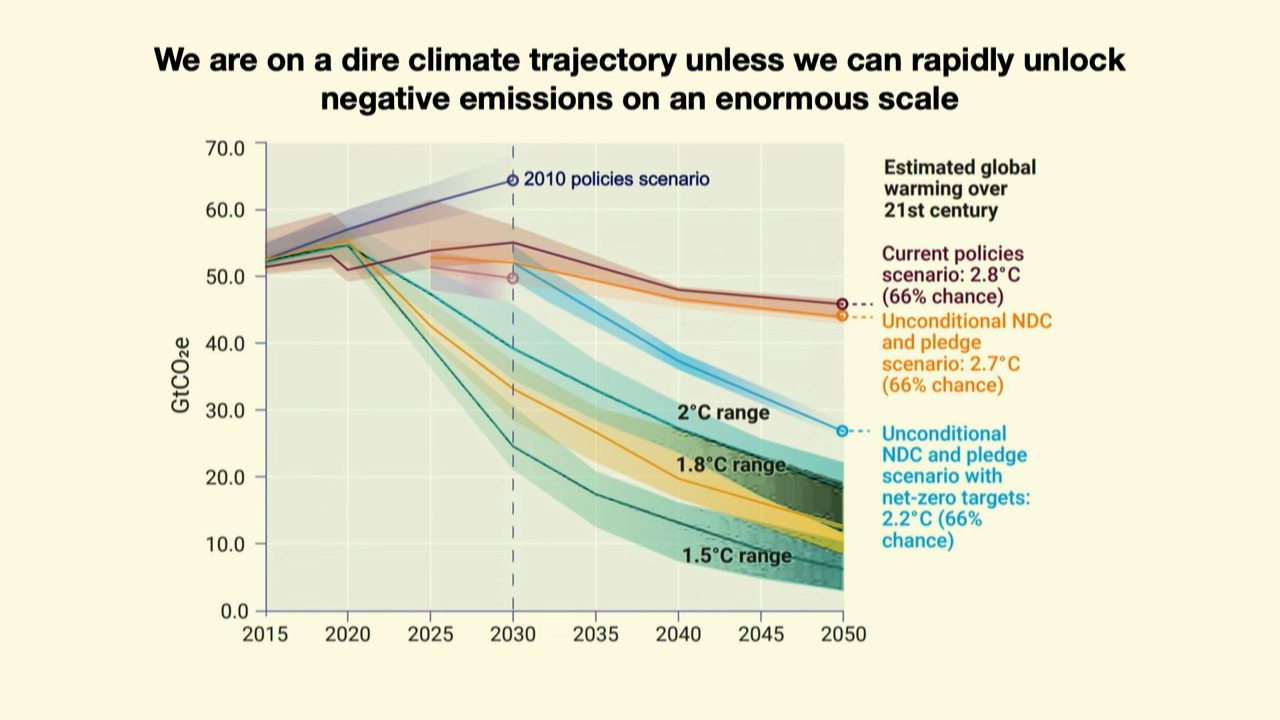 We are on a dire climate trajectory unless we can rapidly unlock
negative emissions on an enormous scale
70.0
60.0
50.0
40.0
30.0
20.0
10.0
0.0
GtCO₂e
2015
2020
2025
2030
2035
2040
2045
2050
2010 policies scenario
2°C range
1.8°C range
1.5°C range
Estimated global
warming over
21st century
Current policies
scenario: 2.8°C
(66% chance)
Unconditional NDC
and pledge
scenario: 2.7°C
(66% chance)
Unconditional
NDC and pledge
scenario with
net-zero targets:
2.2°C (66%
chance)